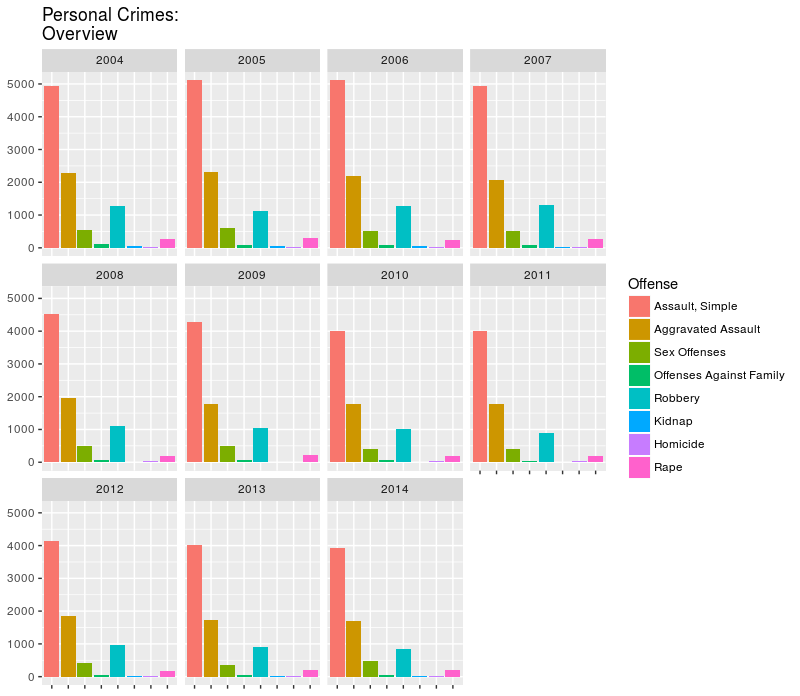 Personal Crimes:
Overview
2004 2005 2006 2007
5000
4000
3000
2000
1000
0
2008 2009 2010 2011
5000
4000
3000
2000
1000
0
2012 2013 2014
5000
4000
3000
2000
1000
0
Offense
Assault, Simple
Aggravated Assault
Sex Offenses
Offenses Against Family
Robbery
Kidnap
Homicide
Rape